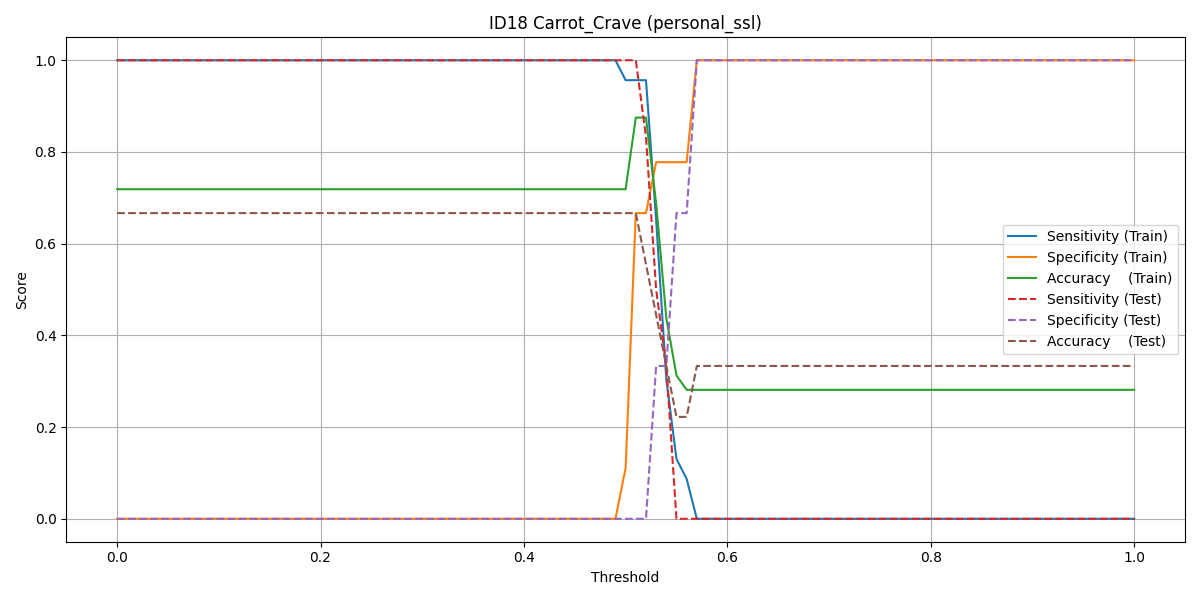 ID18 Carrot_Crave (personal_ssl)
Score
1.0
0.8
0.6
0.4
0.2
0.0
Sensitivity (Train)
Specificity (Train)
Accuracy    (Train)
Sensitivity (Test)
Specificity (Test)
Accuracy    (Test)
0.0 0.2 0.4 0.6 0.8 1.0
Threshold